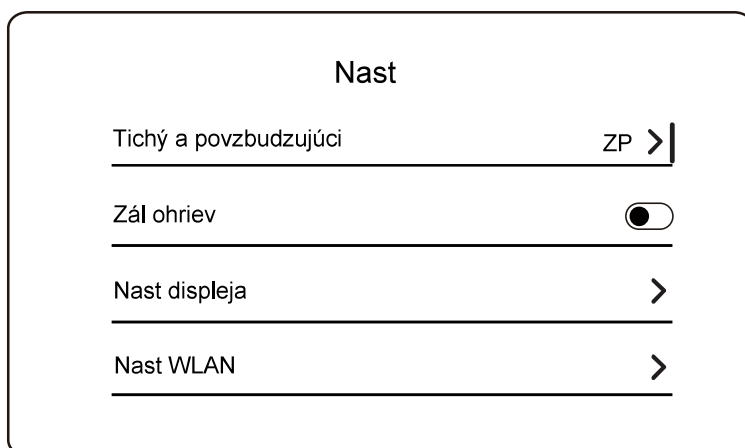 Nast
Tichý a povzbudzujúci ZP
Zál ohriev
Nast displeja
Nast WLAN